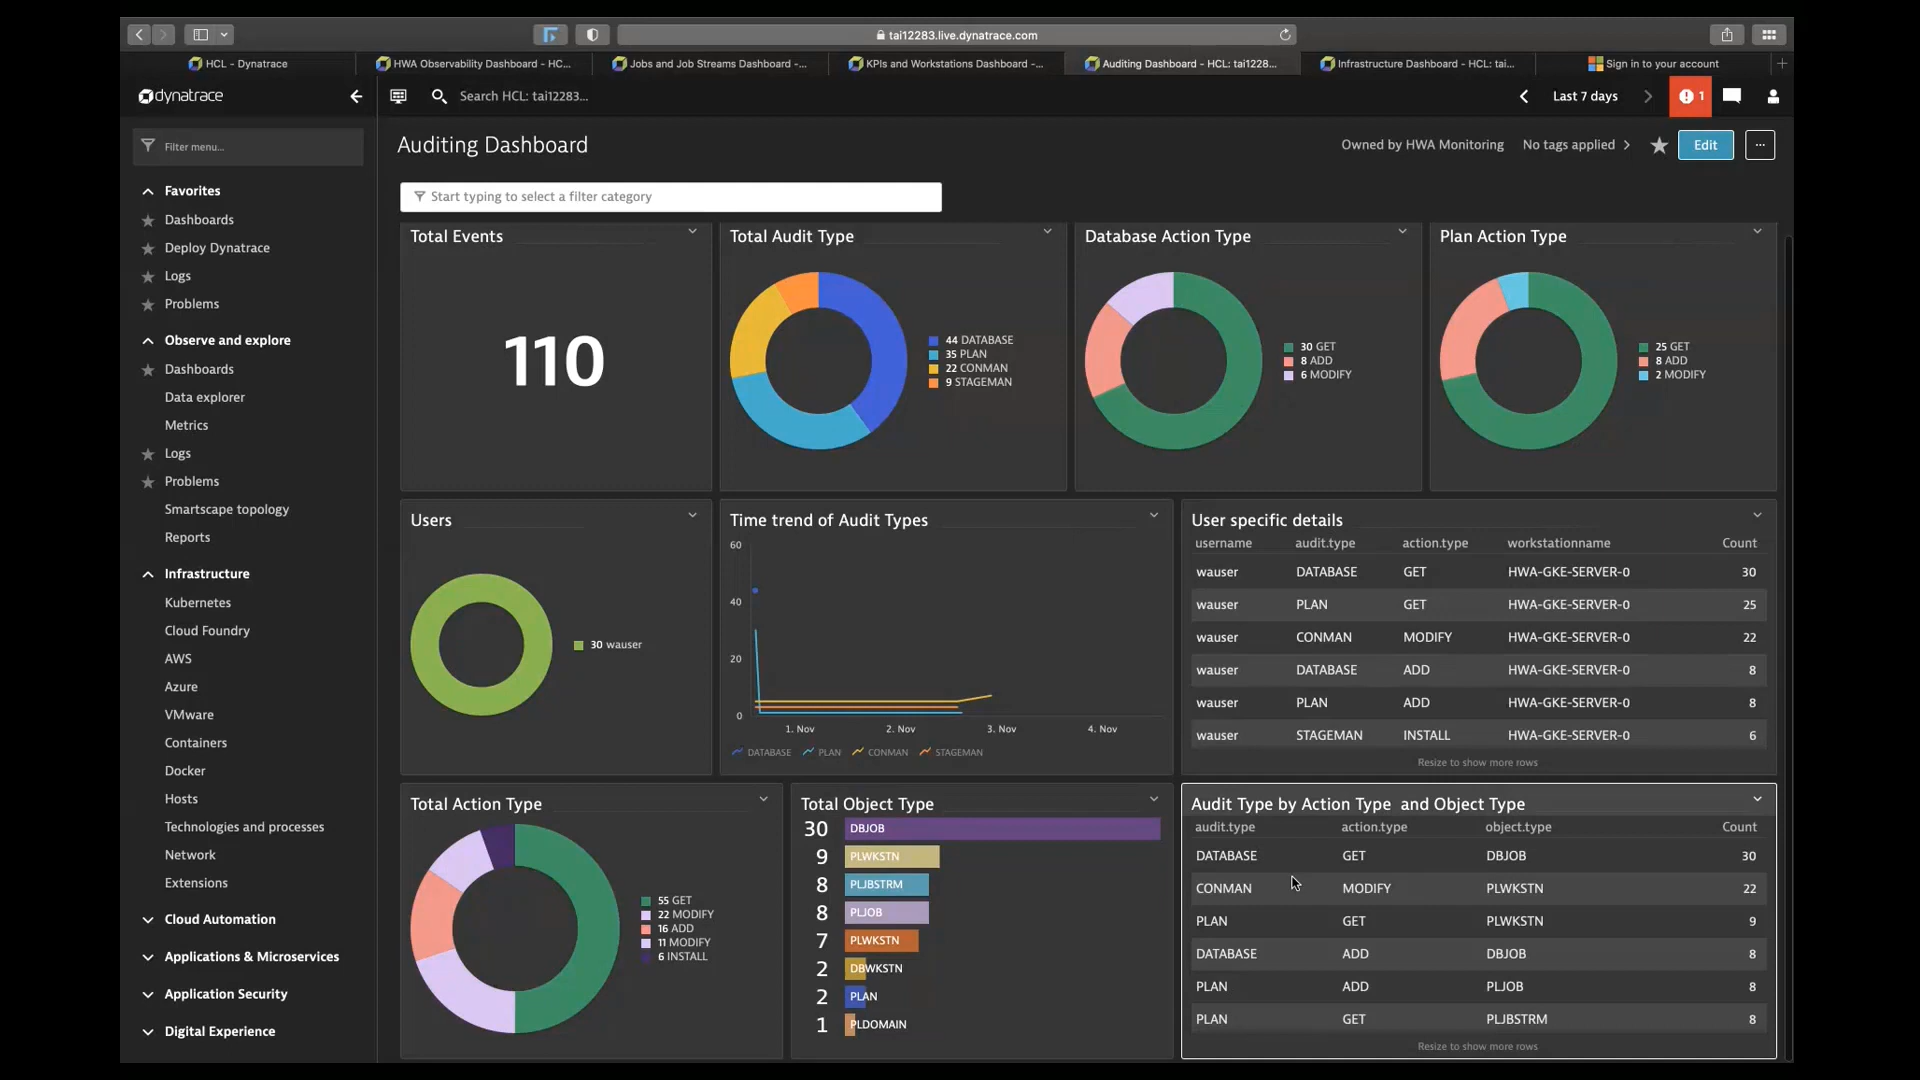 tai12283.live.dynatrace.com
HCL - Dynatrace
HWA Observability Dashboard - HC...
Jobs and Job Streams Dashboard -...
KPIs and Workstations Dashboard -...
Auditing Dashboard - HCL: tai1228...
Infrastructure Dashboard - HCL: tai...
Sign in to your account
dynatrace
Search HCL: tai12283...
Last 7 days
1
Filter menu...
Favorites
Dashboards
Deploy Dynatrace
Logs
Problems
Observe and explore
Dashboards
Data explorer
Metrics
Logs
Problems
Smartscape topology
Reports
Infrastructure
Kubernetes
Cloud Foundry
AWS
Azure
VMware
Containers
Docker
Hosts
Technologies and processes
Network
Extensions
Cloud Automation
Applications & Microservices
Application Security
Digital Experience
Auditing Dashboard
Owned by HWA Monitoring
No tags applied
Edit
...
Start typing to select a filter category
Total Events
110
Total Audit Type
44 DATABASE
35 PLAN
22 CONMAN
9 STAGEMAN
Database Action Type
30 GET
8 ADD
6 MODIFY
Plan Action Type
25 GET
8 ADD
2 MODIFY
Users
30 wauser
Time trend of Audit Types
60
40
20
0
1. Nov 2. Nov 3. Nov 4. Nov
DATABASE PLAN CONMAN STAGEMAN
User specific details
username audit.type action.type workstationname Count
wauser DATABASE GET HWA-GKE-SERVER-0 30
wauser PLAN GET HWA-GKE-SERVER-0 25
wauser CONMAN MODIFY HWA-GKE-SERVER-0 22
wauser DATABASE ADD HWA-GKE-SERVER-0 8
wauser PLAN ADD HWA-GKE-SERVER-0 8
wauser STAGEMAN INSTALL HWA-GKE-SERVER-0 6
Resize to show more rows
Total Action Type
55 GET
22 MODIFY
16 ADD
11 MODIFY
6 INSTALL
Total Object Type
30 DBJOB
9 PLWKSTN
8 PLJBSTRM
8 PLJOB
7 PLWKSTN
2 DBWKSTN
2 PLAN
1 PLDOMAIN
Audit Type by Action Type and Object Type
audit.type action.type object.type Count
DATABASE GET DBJOB 30
CONMAN MODIFY PLWKSTN 22
PLAN GET PLWKSTN 9
DATABASE ADD DBJOB 8
PLAN ADD PLJOB 8
PLAN GET PLJBSTRM 8
Resize to show more rows